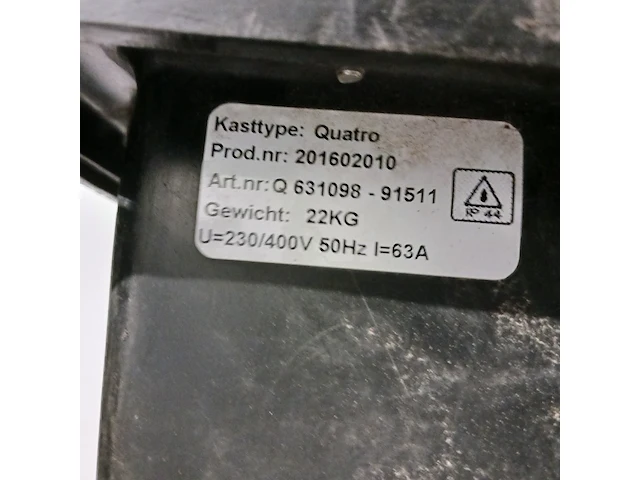 Kasttype: Quatro
Prod.nr: 201602010
Art.nr: Q 631098 - 91511
Gewicht: 22KG
U=230/400V 50Hz I=63A
IP 44